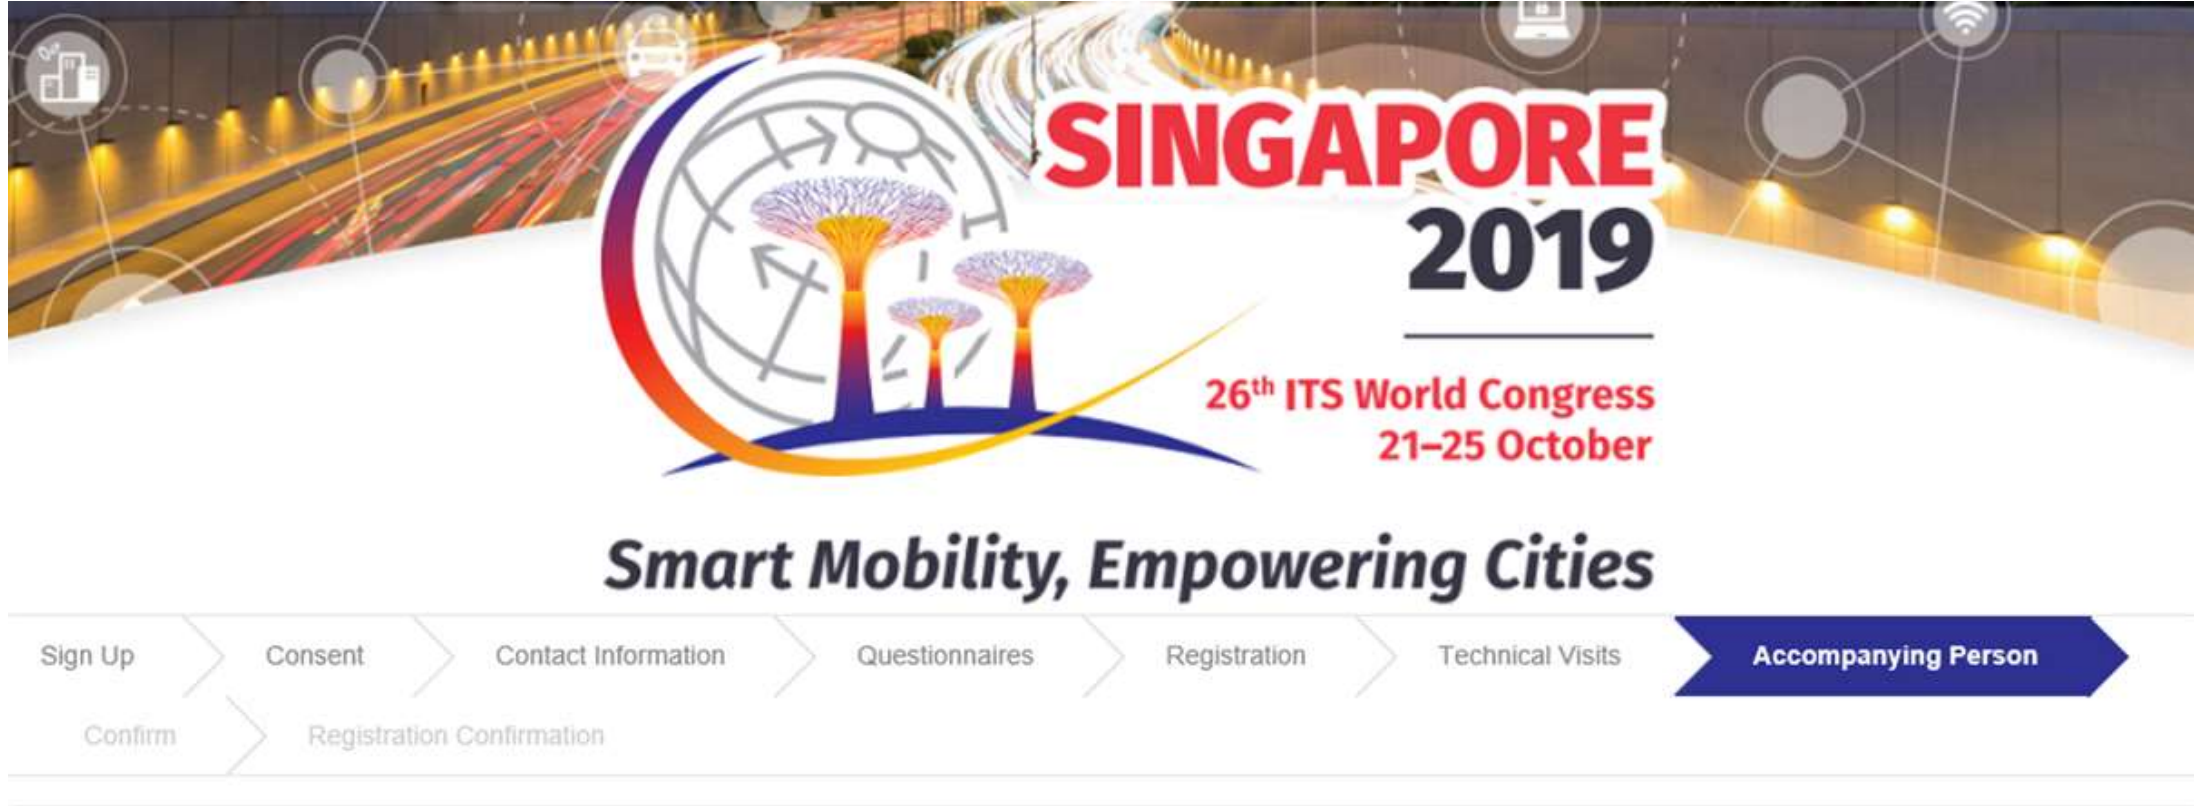 SINGAPORE
2019
26th ITS World Congress
21–25 October
Smart Mobility, Empowering Cities
Sign Up
Consent
Contact Information
Questionnaires
Registration
Technical Visits
Accompanying Person
Confirm
Registration Confirmation